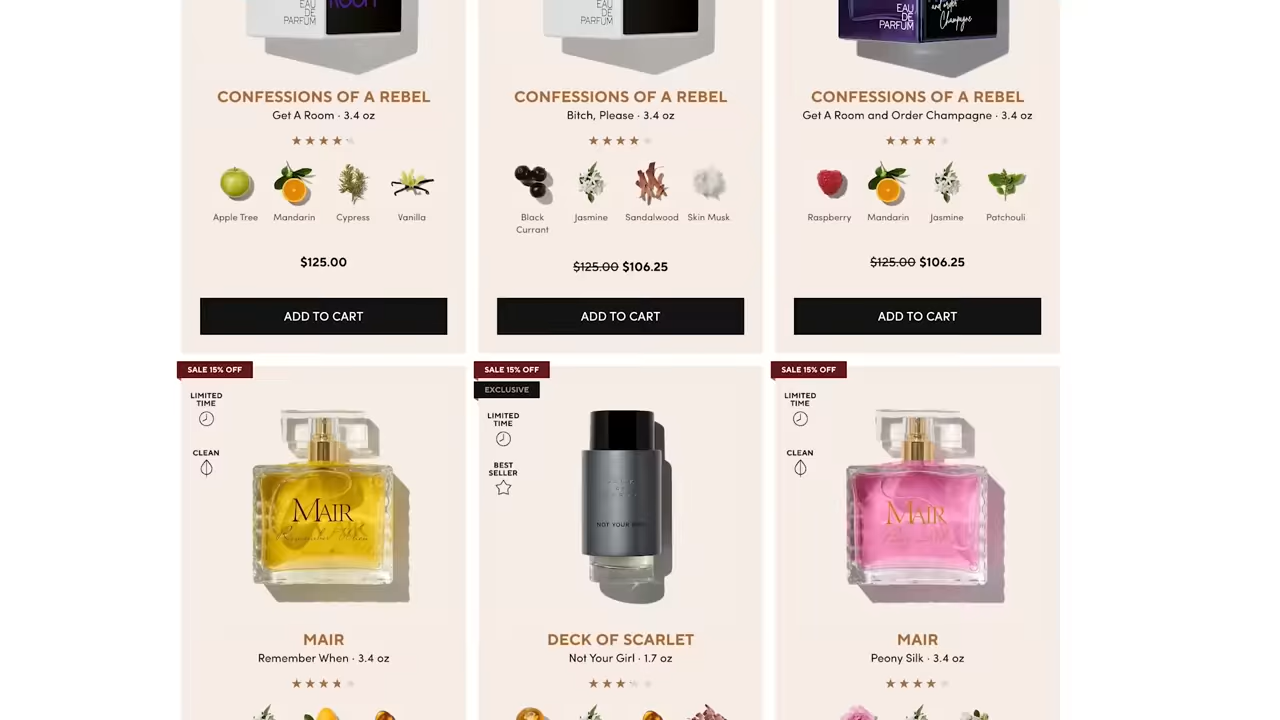 EAU
DE
PARFUM
ROOM
EAU
DE
PARFUM
EAU
DE
PARFUM
and order
Champagne
CONFESSIONS OF A REBEL
Get A Room · 3.4 oz
Apple Tree
Mandarin
Cypress
Vanilla
$125.00
ADD TO CART
CONFESSIONS OF A REBEL
Bitch, Please · 3.4 oz
Black
Currant
Jasmine
Sandalwood
Skin Musk
$125.00 $106.25
ADD TO CART
CONFESSIONS OF A REBEL
Get A Room and Order Champagne · 3.4 oz
Raspberry
Mandarin
Jasmine
Patchouli
$125.00 $106.25
ADD TO CART
SALE 15% OFF
LIMITED
TIME
CLEAN
MAIR
Remember When
MAIR
Remember When · 3.4 oz
SALE 15% OFF
EXCLUSIVE
LIMITED
TIME
BEST
SELLER
NOT YOUR
DECK OF SCARLET
Not Your Girl · 1.7 oz
SALE 15% OFF
LIMITED
TIME
CLEAN
MAIR
MAIR
Peony Silk · 3.4 oz